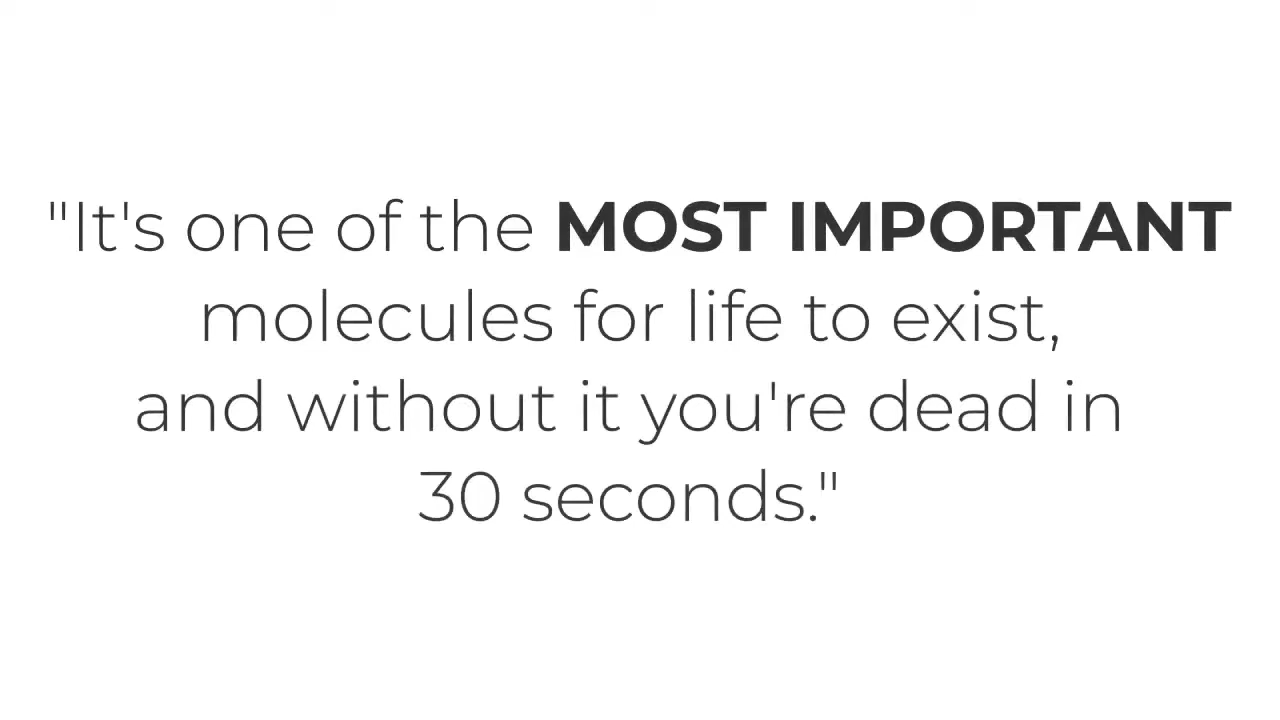 "It's one of the MOST IMPORTANT
molecules for life to exist,
and without it you're dead in
30 seconds."